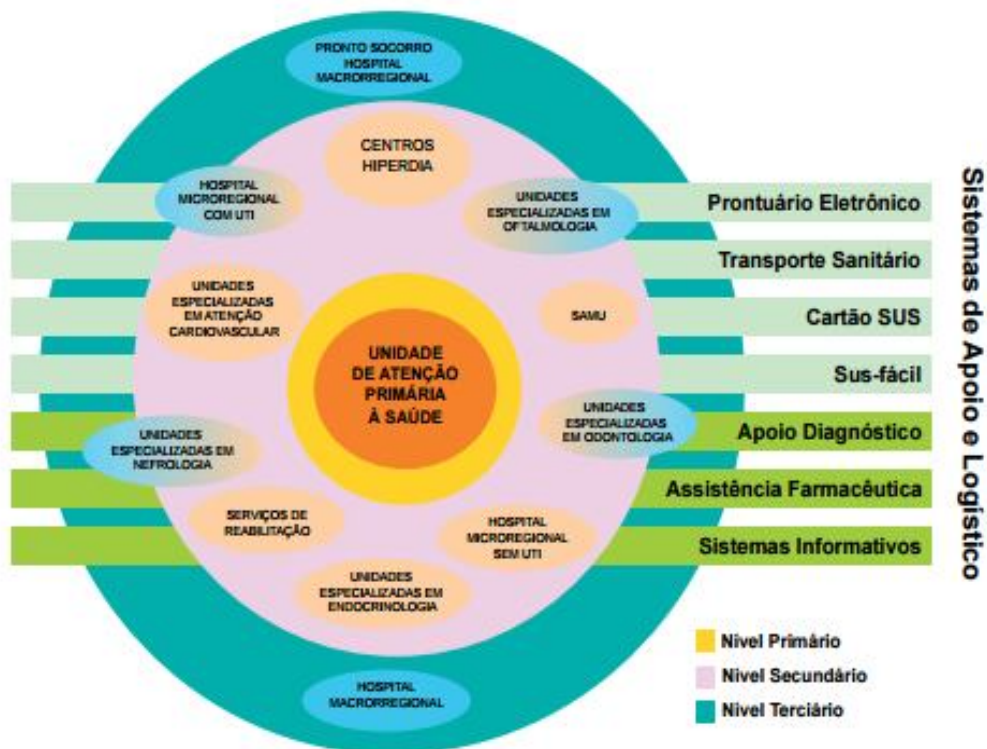 PRONTO SOCORRO
HOSPITAL
MACRORREGIONAL
CENTROS
HIPERDIA
HOSPITAL
MICROREGIONAL
COM UTI
UNIDADES
ESPECIALIZADAS EM
OFTALMOLOGIA
Prontuário Eletrônico
Transporte Sanitário
UNIDADES
ESPECIALIZADAS
EM ATENÇÃO
CARDIOVASCULAR
SAMU
Cartão SUS
UNIDADE
DE ATENÇÃO
PRIMÁRIA
À SAÚDE
Sus-fácil
UNIDADES
ESPECIALIZADAS
EM ODONTOLOGIA
Apoio Diagnóstico
UNIDADES
ESPECIALIZADAS EM
NEFROLOGIA
Assistência Farmacêutica
SERVIÇOS DE
REABILITAÇÃO
HOSPITAL
MICROREGIONAL
SEM UTI
Sistemas Informativos
UNIDADES
ESPECIALIZADAS EM
ENDOCRINOLOGIA
HOSPITAL
MACRORREGIONAL
Sistemas de Apoio e Logístico
Nível Primário
Nível Secundário
Nível Terciário